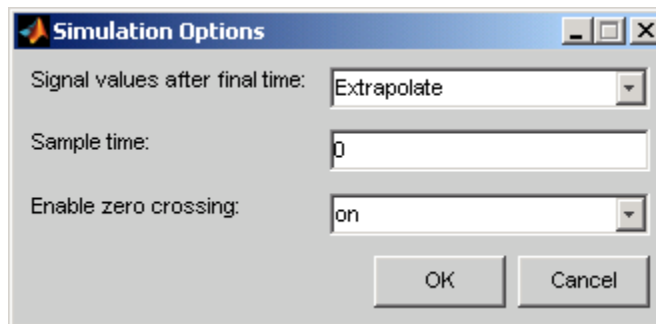 Simulation Options
Signal values after final time: Extrapolate
Sample time: 0
Enable zero crossing: on
OK Cancel